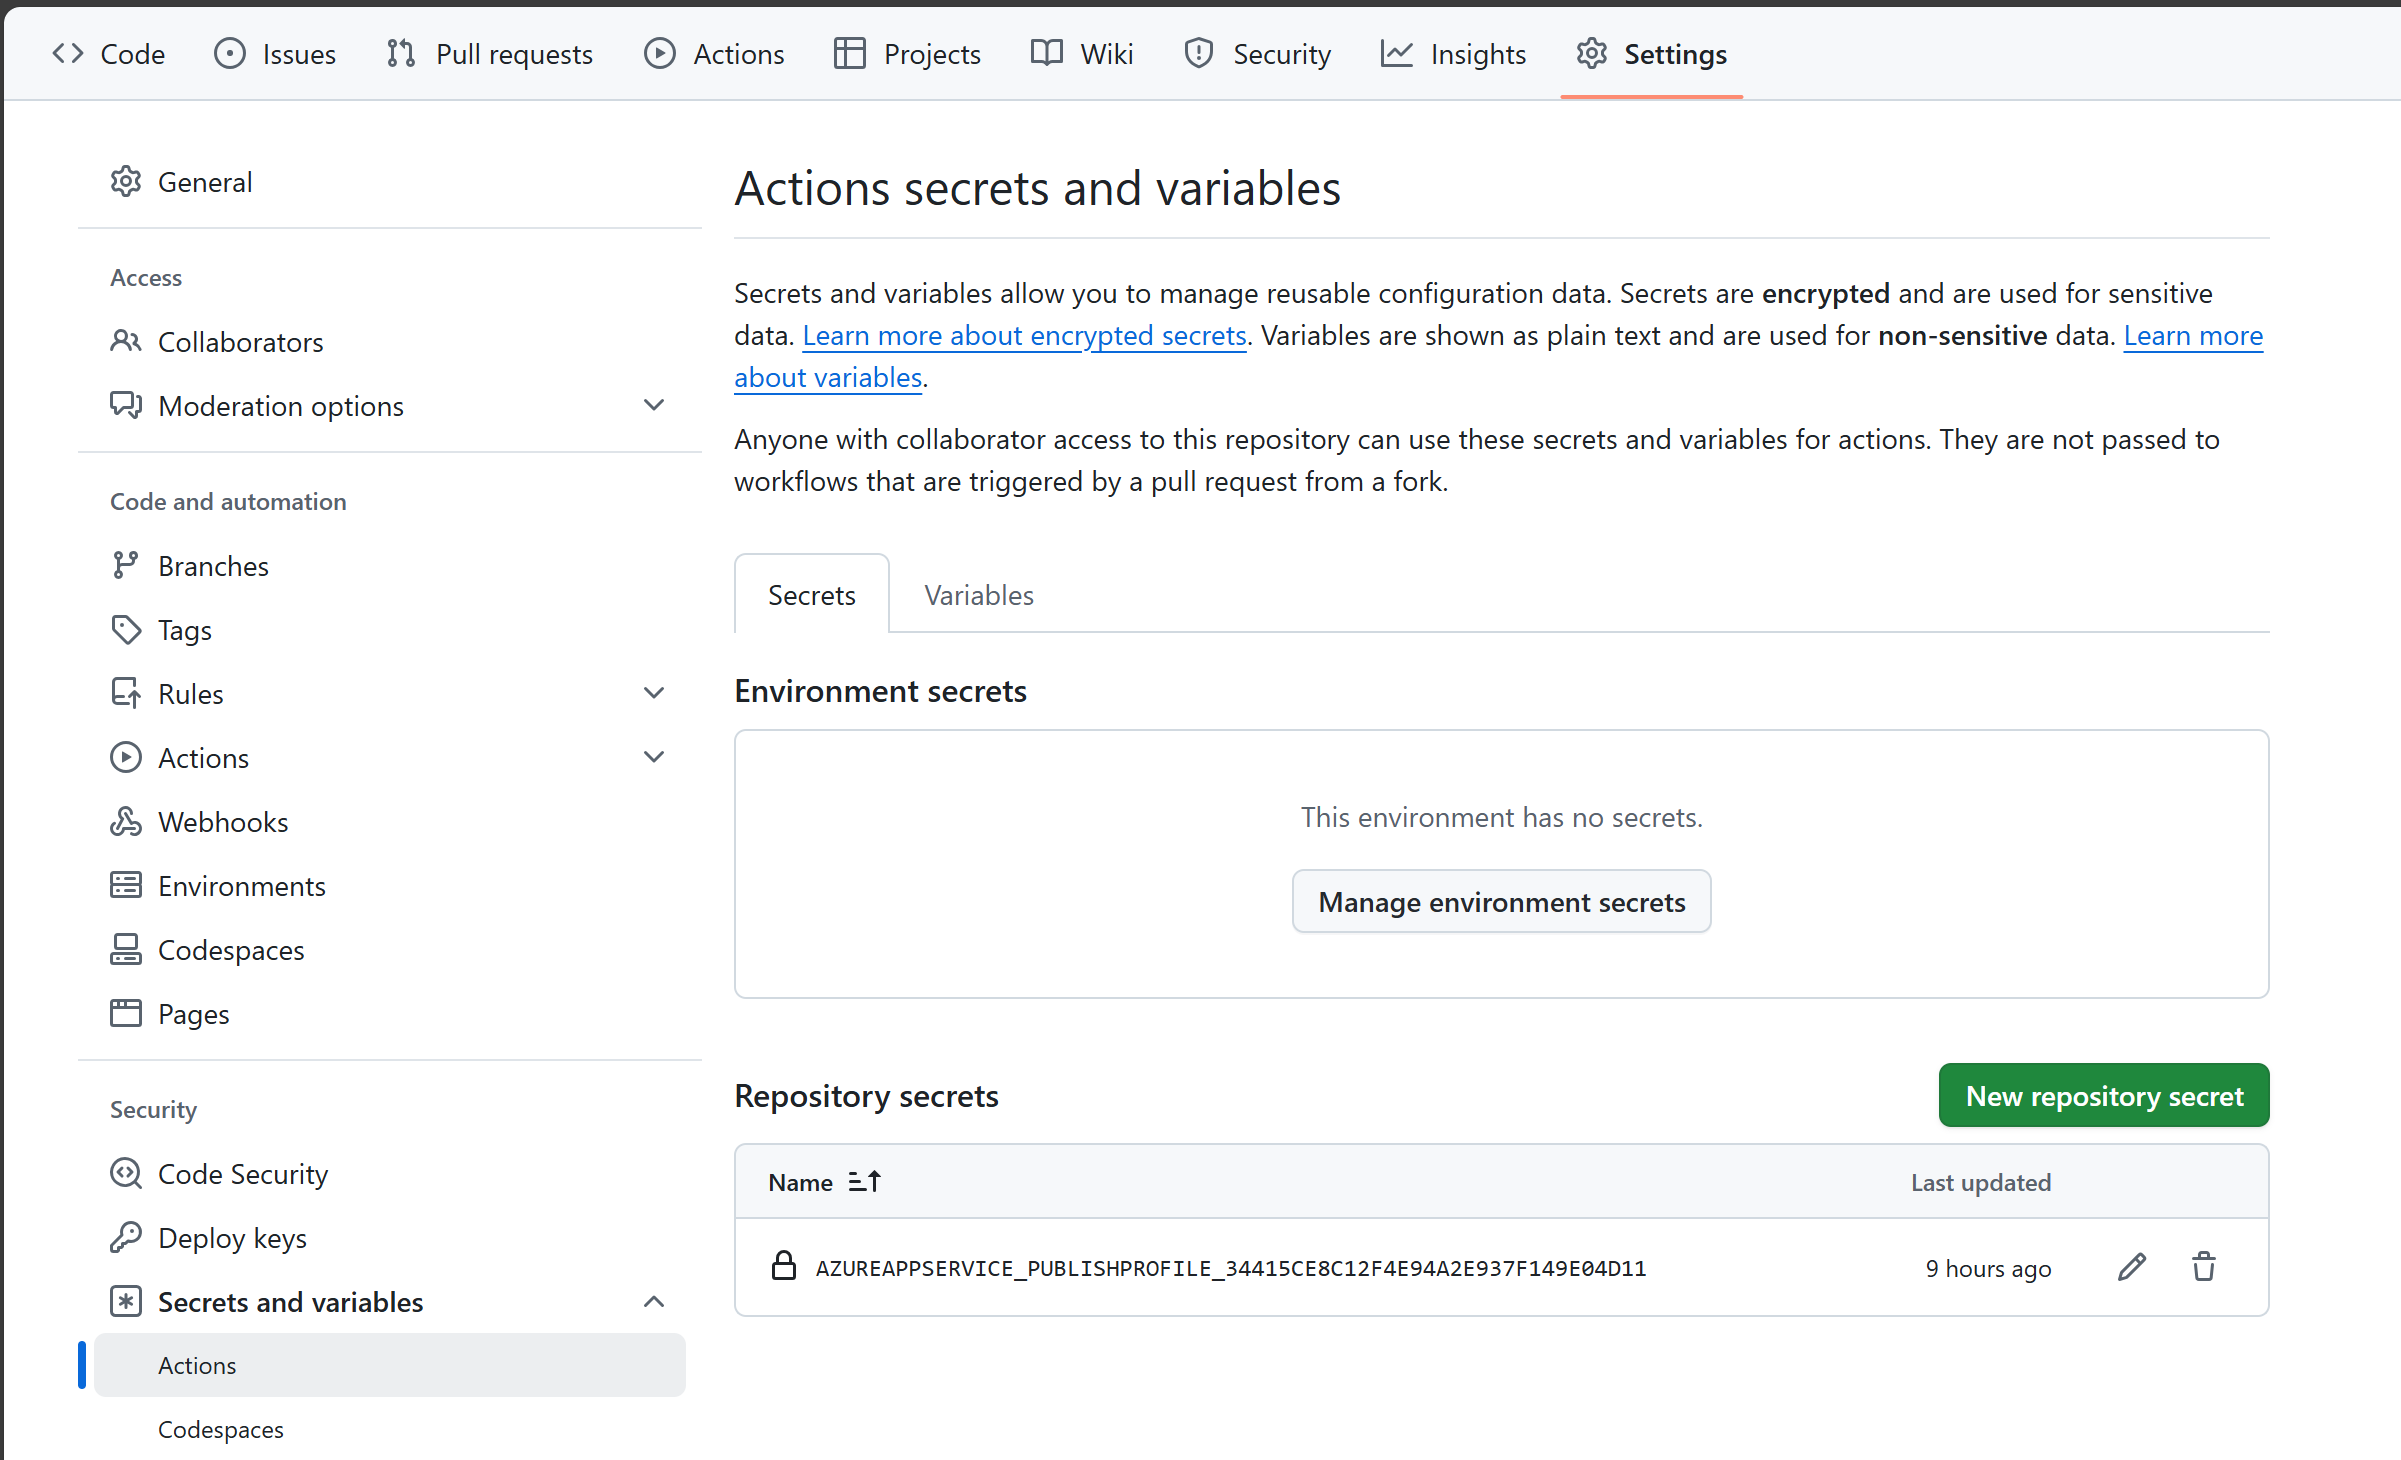 Code Issues Pull requests Actions Projects Wiki Security Insights Settings
General
Access
Collaborators
Moderation options
Code and automation
Branches
Tags
Rules
Actions
Webhooks
Environments
Codespaces
Pages
Security
Code Security
Deploy keys
Secrets and variables
Actions
Codespaces
Actions secrets and variables
Secrets and variables allow you to manage reusable configuration data. Secrets are encrypted and are used for sensitive
data. Learn more about encrypted secrets. Variables are shown as plain text and are used for non-sensitive data. Learn more
about variables.
Anyone with collaborator access to this repository can use these secrets and variables for actions. They are not passed to
workflows that are triggered by a pull request from a fork.
Secrets Variables
Environment secrets
This environment has no secrets.
Manage environment secrets
Repository secrets New repository secret
Name Last updated
AZUREAPPSERVICE_PUBLISHPROFILE_34415CE8C12F4E94A2E937F149E04D11 9 hours ago